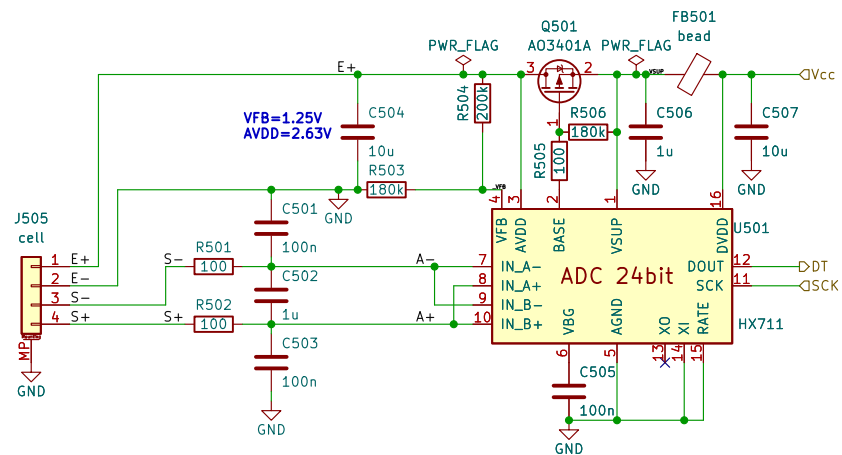 FB501
bead
Q501
AO3401A
PWR_FLAG
PWR_FLAG
E+
3
2
VSUP
Vcc
R504
200k
C504
10u
VFB=1.25V
AVDD=2.63V
1
R506
180k
C506
1u
C507
10u
R505
100
R503
180k
GND
GND
GND
_VFB
4
3
2
1
16
U501
VFB
AVDD
BASE
VSUP
DVDD
C501
100n
J505
cell
R501
100
S-
A-
7
IN_A-
8
IN_A+
9
IN_B-
10
IN_B+
ADC 24bit
DOUT
12
DT
SCK
11
SCK
1
E+
2
E-
3
S-
4
S+
S+
R502
100
C502
1u
A+
HX711
VBG
AGND
XO
XI
RATE
6
5
13
14
15
MP
GND
C503
100n
GND
C505
100n
GND